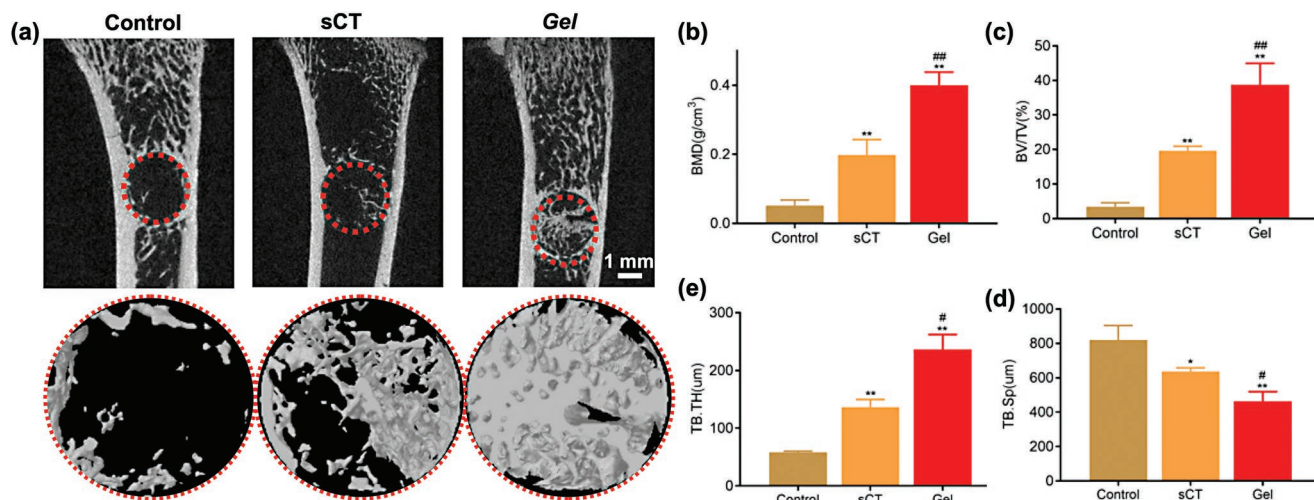 (a)
Control
sCT
Gel
1 mm
(b)
BMD(g/cm³)
0.4
0.2
0.0
**
**
##
Control
sCT
Gel
(c)
BV/TV(%)
50
40
30
20
10
0
**
**
##
Control
sCT
Gel
(e)
TB.TH(um)
300
200
100
0
**
**
#
Control
sCT
Gel
(d)
TB.Sp(um)
1000
800
600
400
200
0
*
**
#
Control
sCT
Gel